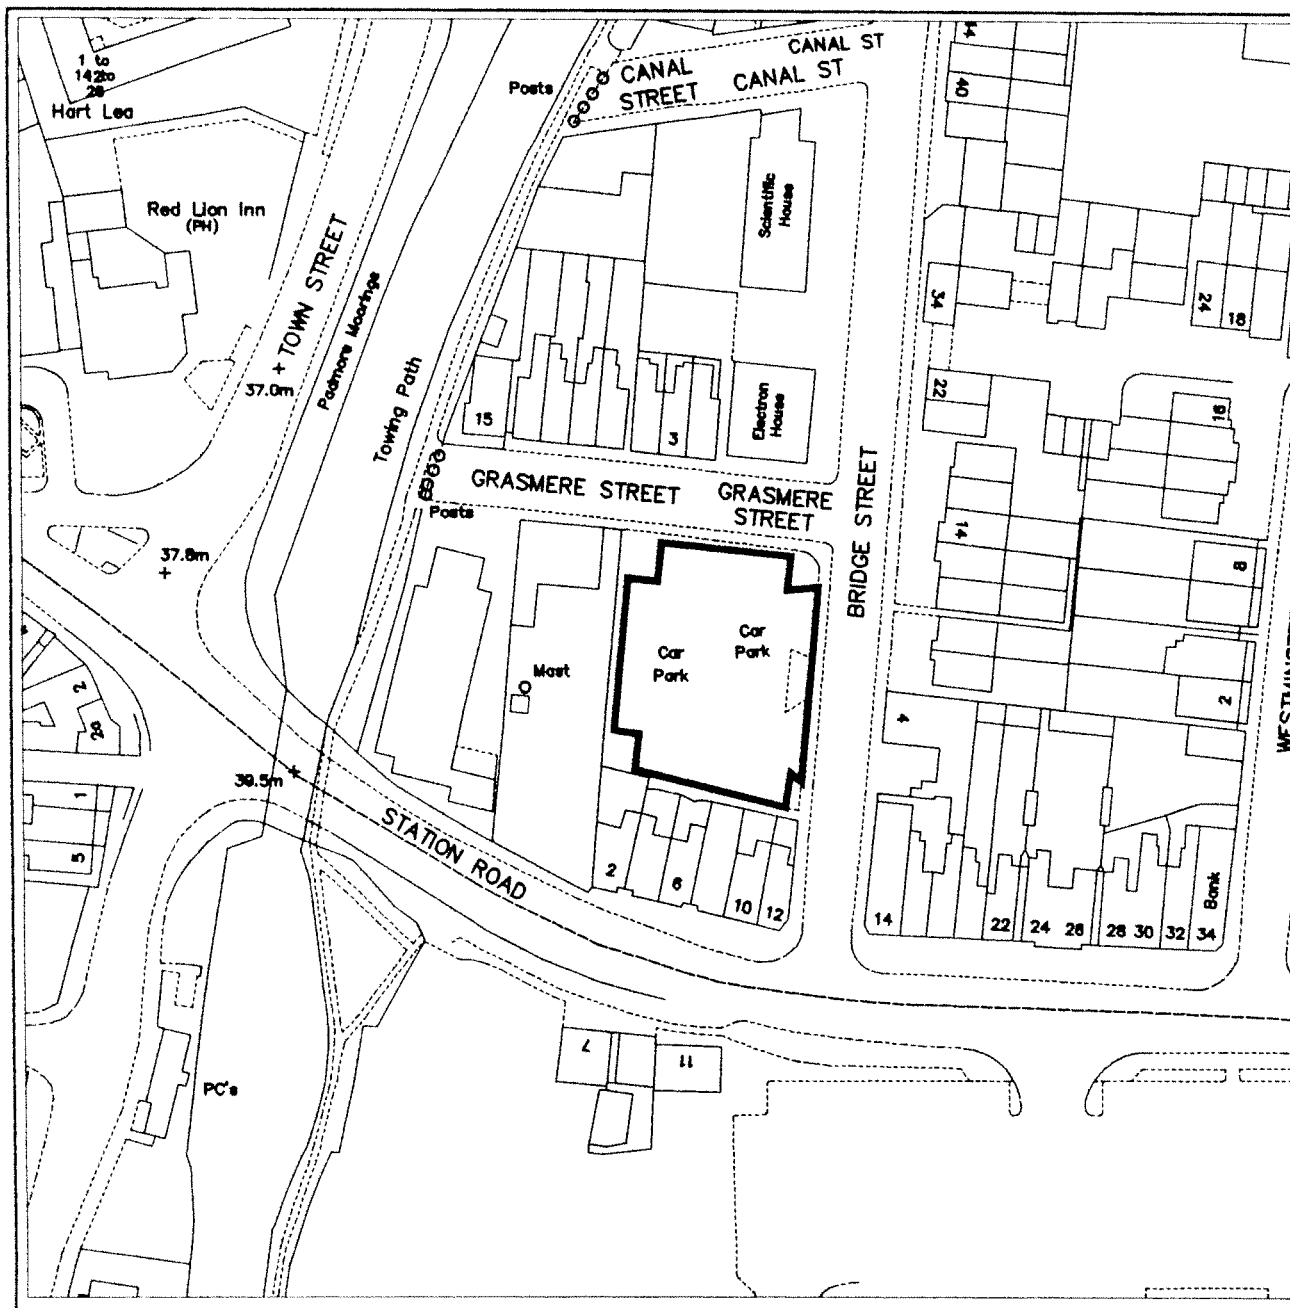 CANAL ST
CANAL
STREET
CANAL ST
Posts
1 to
Hart Lea
44
40
Scientific
House
Red Lion Inn
(PH)
TOWN STREET
37.0m
Padmore Moorings
Towing Path
34
24
18
22
16
15
3
Electron
House
GRASMERE STREET
GRASMERE
STREET
Posts
BRIDGE STREET
14
8
37.8m
Car
Park
Car
Park
Mast
2
2a
4
2
39.5m
1
5
STATION ROAD
2
6
10
12
14
22
24
26
28
30
32
34
Bank
7
11
PC's